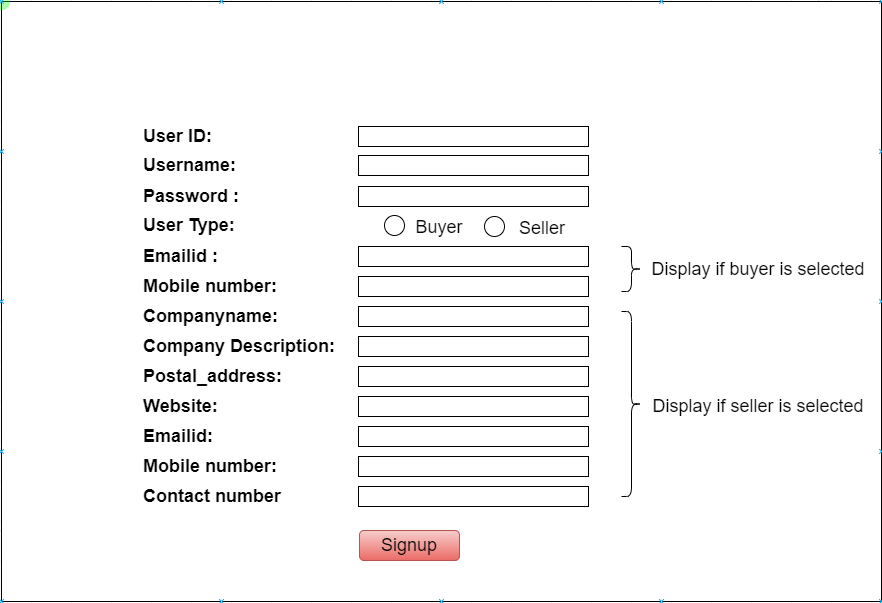 User ID:
Username:
Password :
User Type: Buyer Seller
Emailid :
Display if buyer is selected
Mobile number:
Companyname:
Company Description:
Postal_address:
Website:
Display if seller is selected
Emailid:
Mobile number:
Contact number
Signup